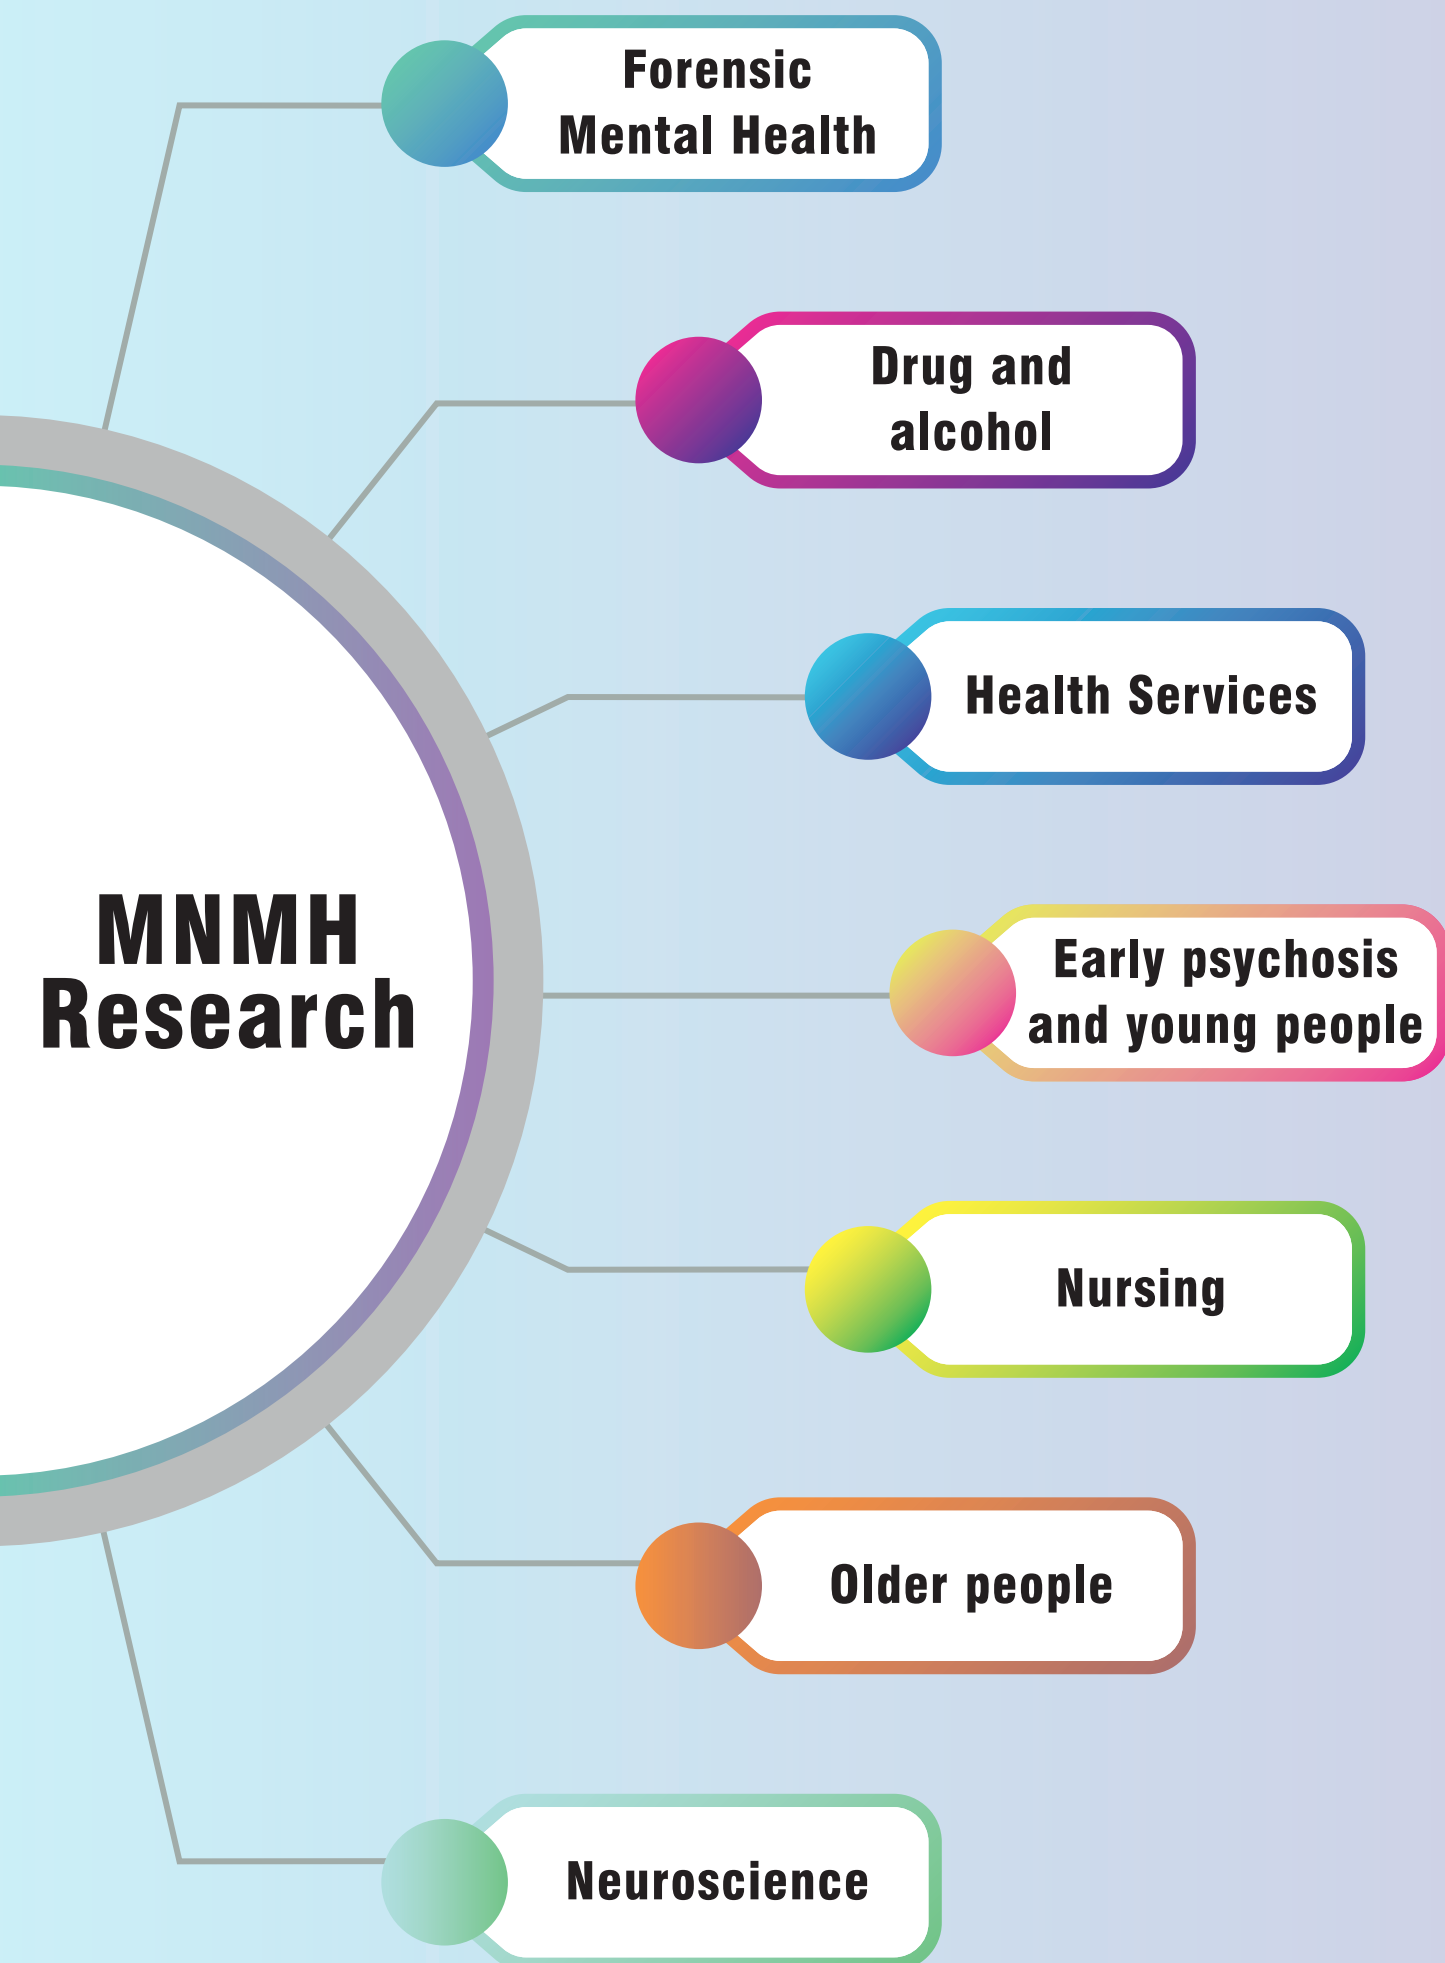 Forensic
Mental Health
Drug and
alcohol
Health Services
MNMH
Research
Early psychosis
and young people
Nursing
Older people
Neuroscience